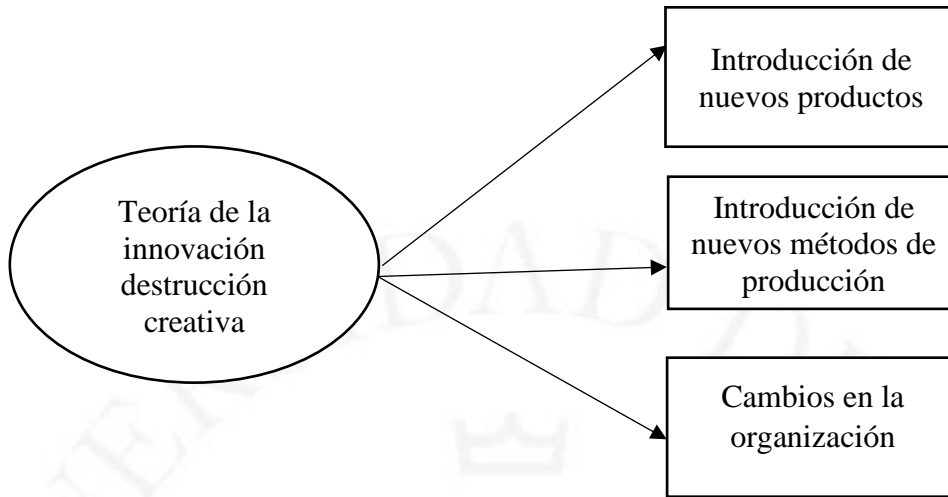 Introducción de
nuevos productos
Teoría de la
innovación
destrucción
creativa
Introducción de
nuevos métodos de
producción
Cambios en la
organización